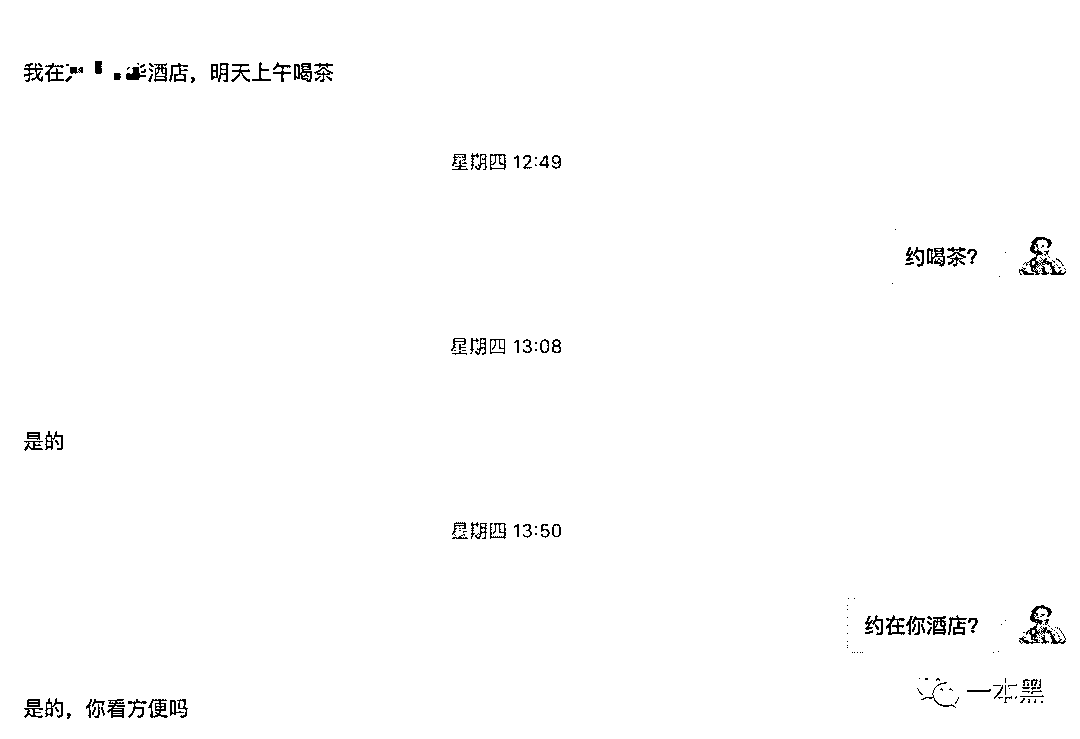 我在酒店，明天上午喝茶
星期四 12:49
约喝茶？
星期四 13:08
是的
星期四 13:50
约在你酒店？
一本黑
是的，你看方便吗